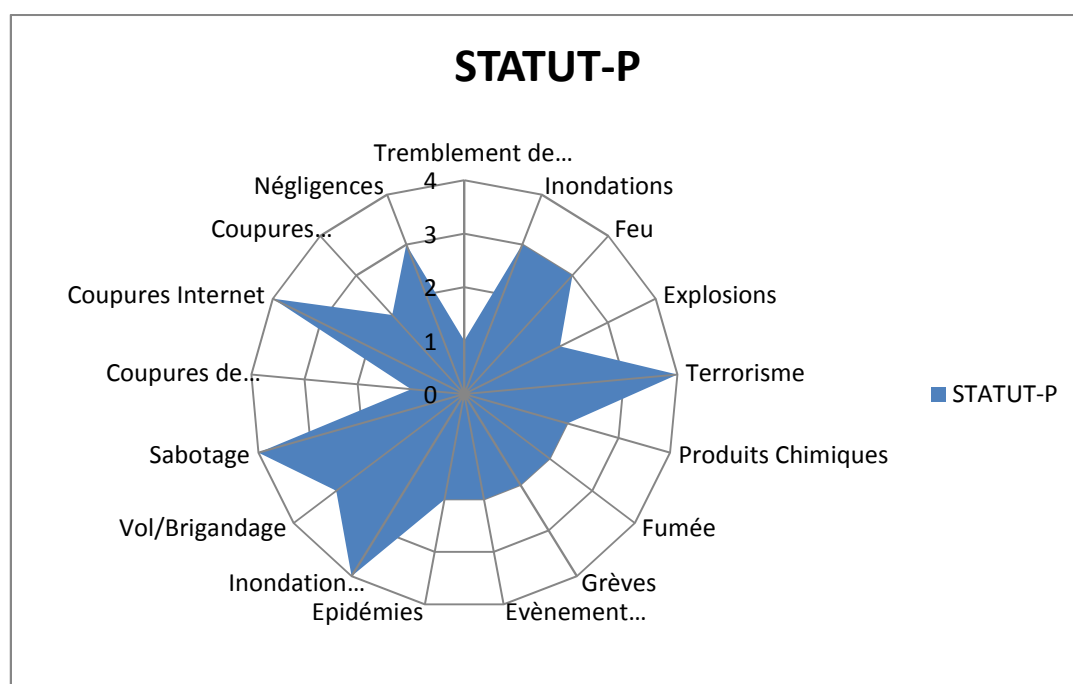 STATUT-P
Tremblement de...
Inondations
Feu
Explosions
Terrorisme
Produits Chimiques
Fumée
Grèves
Evènement...
Epidémies
Inondation...
Vol/Brigandage
Sabotage
Coupures de...
Coupures Internet
Coupures...
Négligences
4
3
2
1
0
STATUT-P